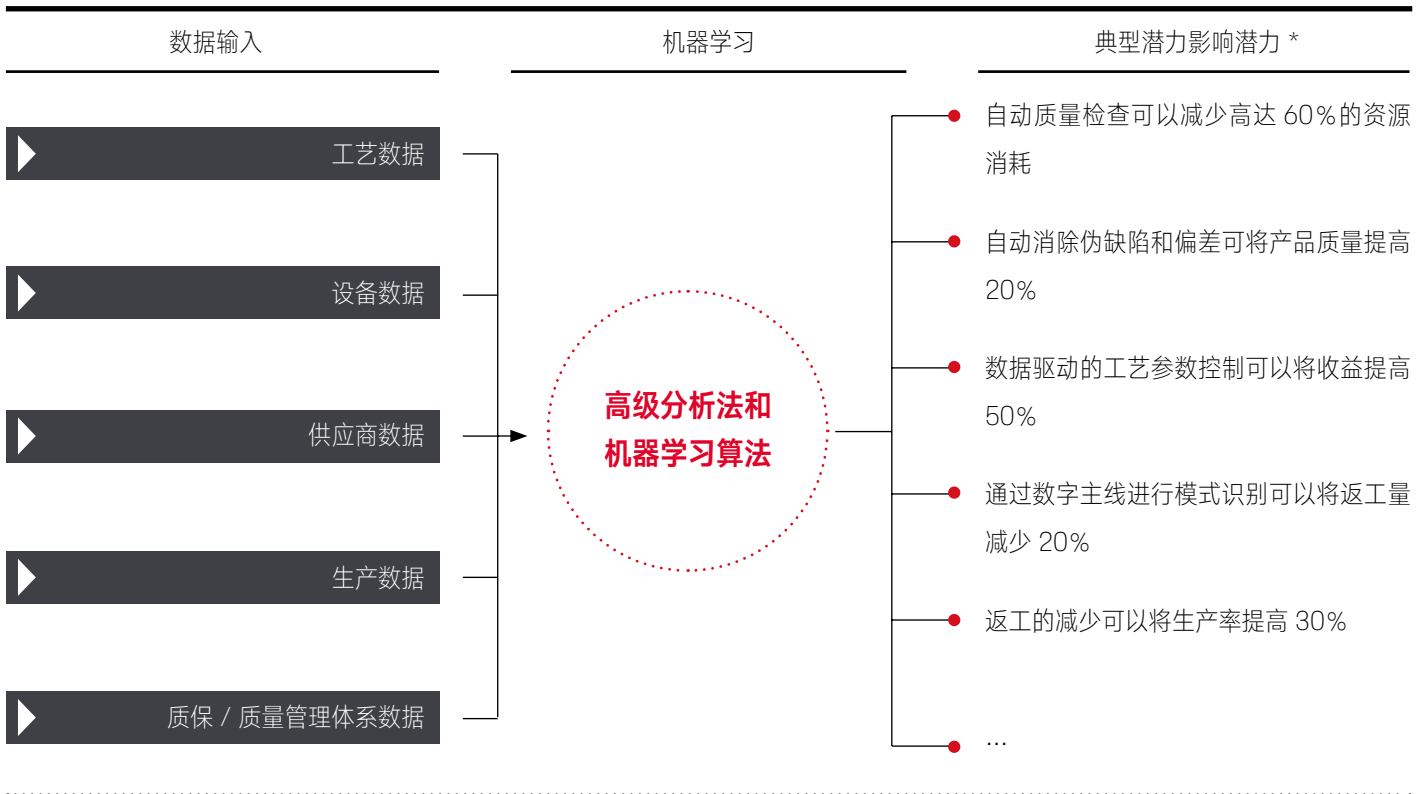 数据输入
机器学习
典型潜力影响潜力 *
工艺数据
设备数据
供应商数据
生产数据
质保 / 质量管理体系数据
高级分析法和
机器学习算法
自动质量检查可以减少高达 60%的资源
消耗
自动消除伪缺陷和偏差可将产品质量提高
20%
数据驱动的工艺参数控制可以将收益提高
50%
通过数字主线进行模式识别可以将返工量
减少 20%
返工的减少可以将生产率提高 30%
...